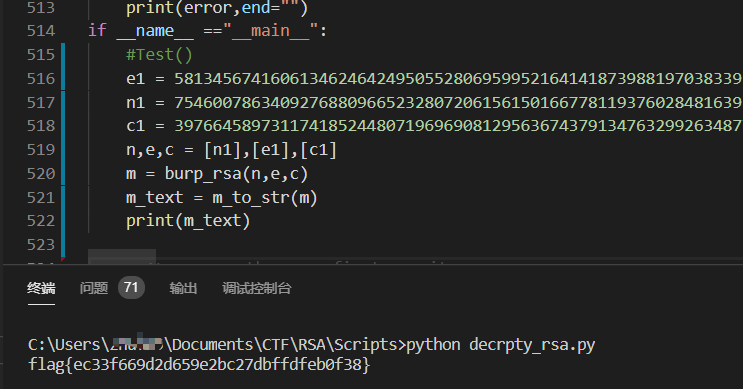 513 print(error,end="")
514 if __name__ =="__main__":
515 #Test()
516 e1 = 58134567416061346246424950552806959952164141873988197038339
517 n1 = 75460078634092768809665232807206156150166778119376028481639
518 c1 = 39766458973117418524480719696908129563674379134763299263487
519 n,e,c = [n1],[e1],[c1]
520 m = burp_rsa(n,e,c)
521 m_text = m_to_str(m)
522 print(m_text)
523
终端 问题 71 输出 调试控制台
C:\Users\ \Documents\CTF\RSA\Scripts>python decrpty_rsa.py
flag{ec33f669d2d659e2bc27dbffdfeb0f38}